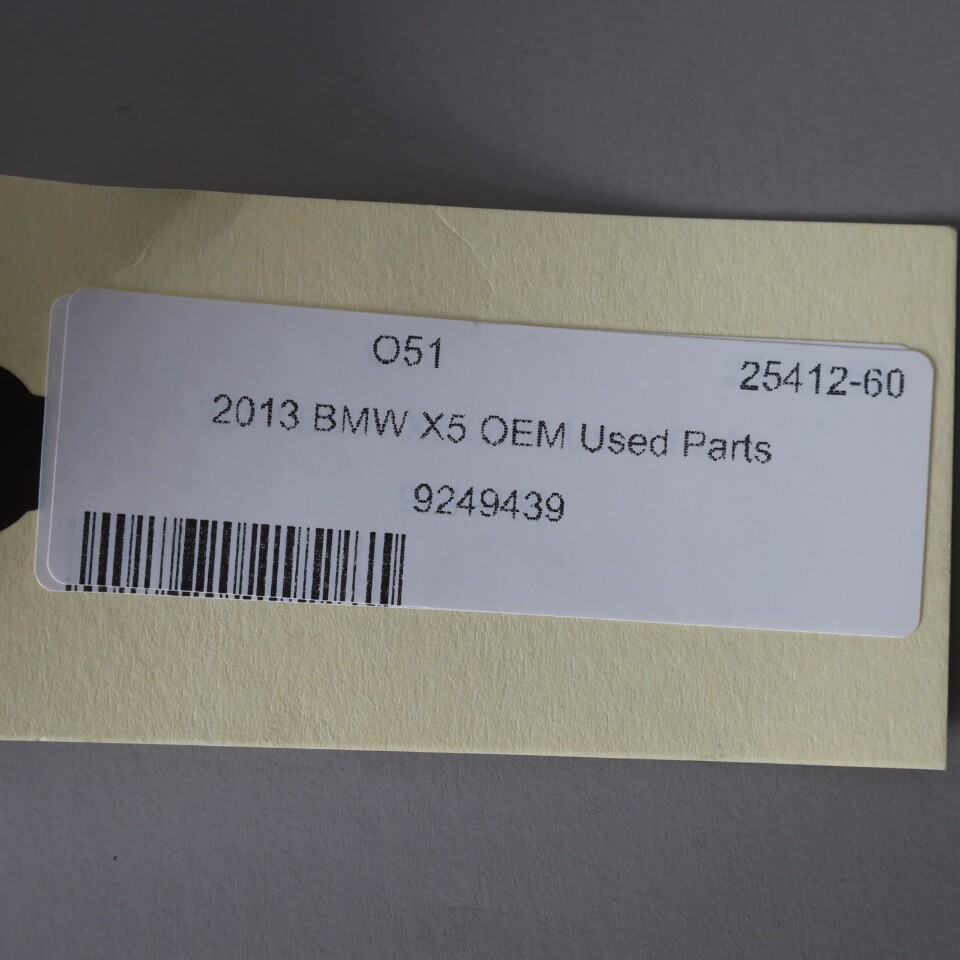 O51
25412-60
2013 BMW X5 OEM Used Parts
9249439